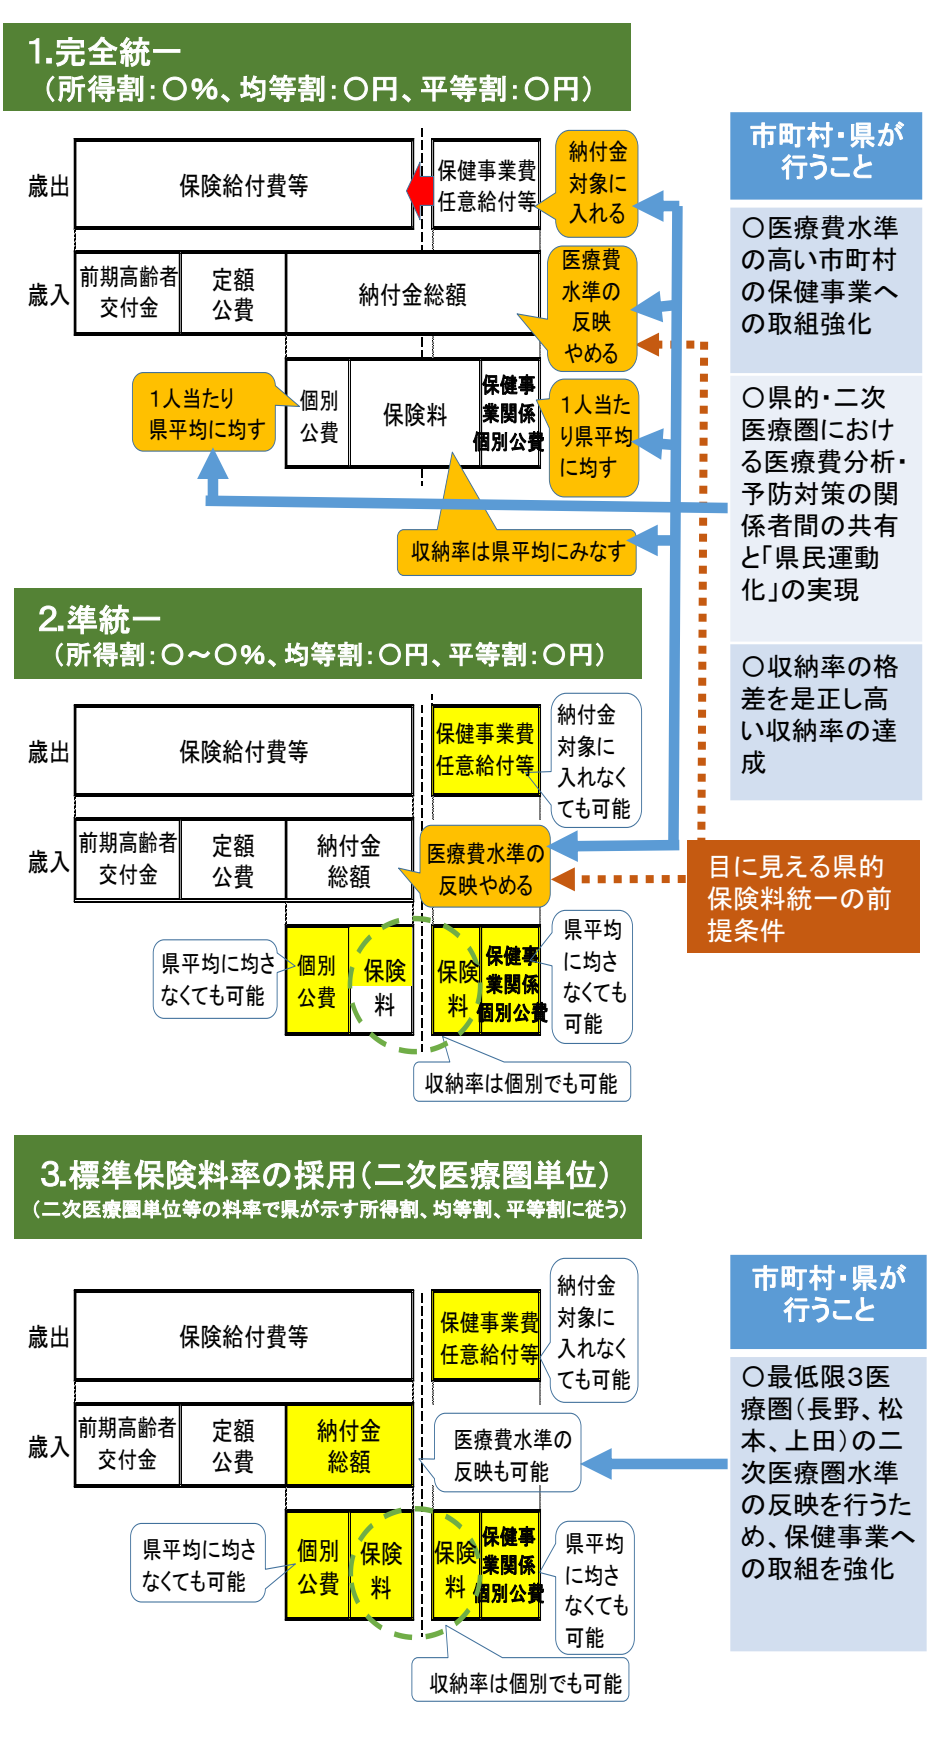 1.完全統一
（所得割：〇％、均等割：〇円、平等割：〇円）
歳出
保険給付費等
保健事業費
任意給付等
納付金
対象に
入れる
歳入
前期高齢者
交付金
定額
公費
納付金総額
医療費
水準の
反映
やめる
1人当たり
県平均に均す
個別
公費
保険料
保健事
業関係
個別公費
1人当た
り県平均
に均す
収納率は県平均にみなす
市町村・県が
行うこと
〇医療費水準
の高い市町村
の保健事業へ
の取組強化
〇県的・二次
医療圏におけ
る医療費分析・
予防対策の関
係者間の共有
と「県民運動
化」の実現
〇収納率の格
差を是正し高
い収納率の達
成
目に見える県的
保険料統一の前
提条件
2.準統一
（所得割：〇～〇％、均等割：〇円、平等割：〇円）
歳出
保険給付費等
保健事業費
任意給付等
納付金
対象に
入れなく
ても可能
歳入
前期高齢者
交付金
定額
公費
納付金
総額
医療費水準の
反映やめる
県平均に均さ
なくても可能
個別
公費
保険
料
保険
料
保健事
業関係
個別公費
県平均
に均さ
なくても
可能
収納率は個別でも可能
3.標準保険料率の採用（二次医療圏単位）
（二次医療圏単位等の料率で県が示す所得割、均等割、平等割に従う）
歳出
保険給付費等
保健事業費
任意給付等
納付金
対象に
入れなく
ても可能
歳入
前期高齢者
交付金
定額
公費
納付金
総額
医療費水準の
反映も可能
県平均に均さ
なくても可能
個別
公費
保険
料
保険
料
保健事
業関係
個別公費
県平均
に均さ
なくても
可能
収納率は個別でも可能
市町村・県が
行うこと
〇最低限3医
療圏（長野、松
本、上田）の二
次医療圏水準
の反映を行うた
め、保健事業へ
の取組を強化